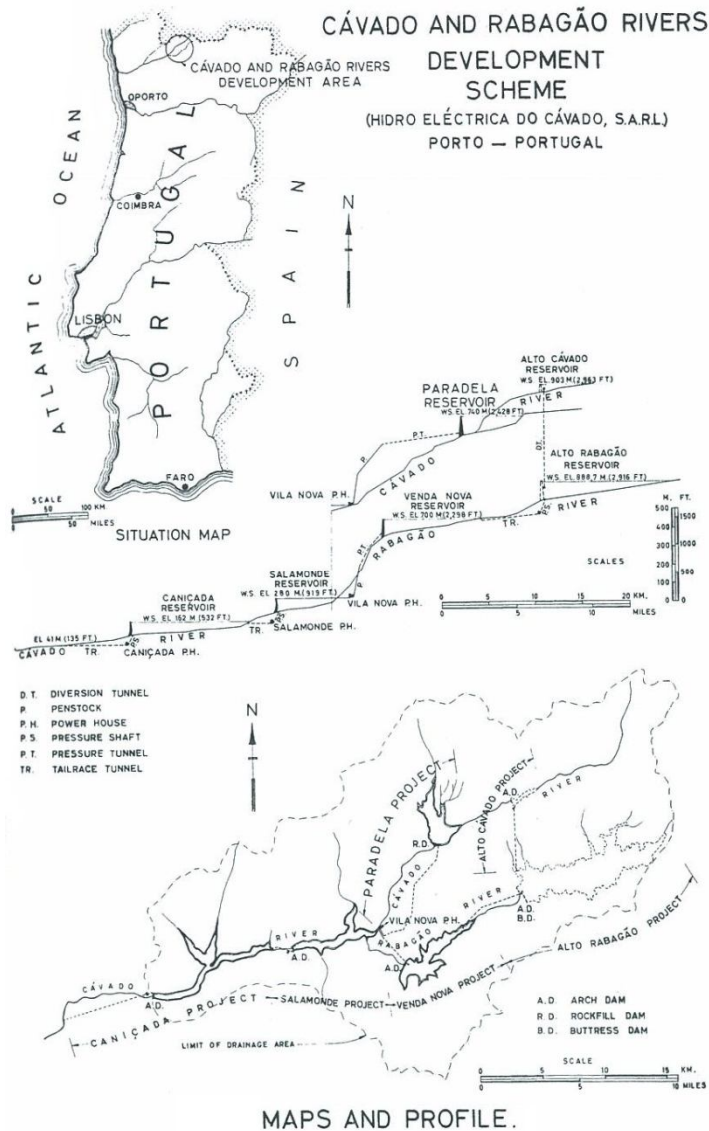 CÁVADO AND RABAGÃO RIVERS
DEVELOPMENT
SCHEME
(HIDRO ELÉCTRICA DO CÁVADO, S.A.R.L.)
PORTO — PORTUGAL
CÁVADO AND RABAGÃO RIVERS
DEVELOPMENT AREA
OPORTO
COIMBRA
LISBON
FARO
ATLANTIC OCEAN
PORTUGAL
SPAIN
N
SCALE
0 50 100 KM.
0 50
MILES
SITUATION MAP
ALTO CÁVADO
RESERVOIR
W.S. EL. 903 M (2,963 FT)
RIVER
PARADELA
RESERVOIR
W.S. EL. 740 M (2,428 FT)
P.T.
P.
CÁVADO
D.T.
VILA NOVA P.H.
ALTO RABAGÃO
RESERVOIR
W.S. EL. 888,7 M. (2,916 FT)
VENDA NOVA
RESERVOIR
W.S. EL. 700 M (2,298 FT)
P.T.
P.
RABAGÃO
TR.
P.S.
RIVER
VILA NOVA P.H.
SALAMONDE
RESERVOIR
W.S. EL 280 M. (919 FT)
P.S.
TR.
SALAMONDE P.H.
CANIÇADA
RESERVOIR
W.S. EL 162 M (532 FT)
RIVER
EL 41 M (135 FT.)
CÁVADO
TR.
P.S.
CANIÇADA P.H.
M. FT.
500 1500
400
300 1000
200
100 500
0 0
SCALES
0 5 10 15 20 KM.
0 5 10 MILES
D.T. DIVERSION TUNNEL
P. PENSTOCK
P.H. POWER HOUSE
P.S. PRESSURE SHAFT
P.T. PRESSURE TUNNEL
TR. TAILRACE TUNNEL
N
PARADELA PROJECT
ALTO CÁVADO PROJECT
RIVER
A.D.
R.D.
CÁVADO
RIVER
A.D.
B.D.
VILA NOVA P.H.
RABAGÃO
A.D.
RIVER
A.D.
CÁVADO
A.D.
CANIÇADA PROJECT
SALAMONDE PROJECT
VENDA NOVA PROJECT
ALTO RABAGÃO PROJECT
LIMIT OF DRAINAGE AREA
A.D. ARCH DAM
R.D. ROCKFILL DAM
B.D. BUTTRESS DAM
SCALE
0 5 10 15 KM.
0 5 10 MILES
MAPS AND PROFILE.